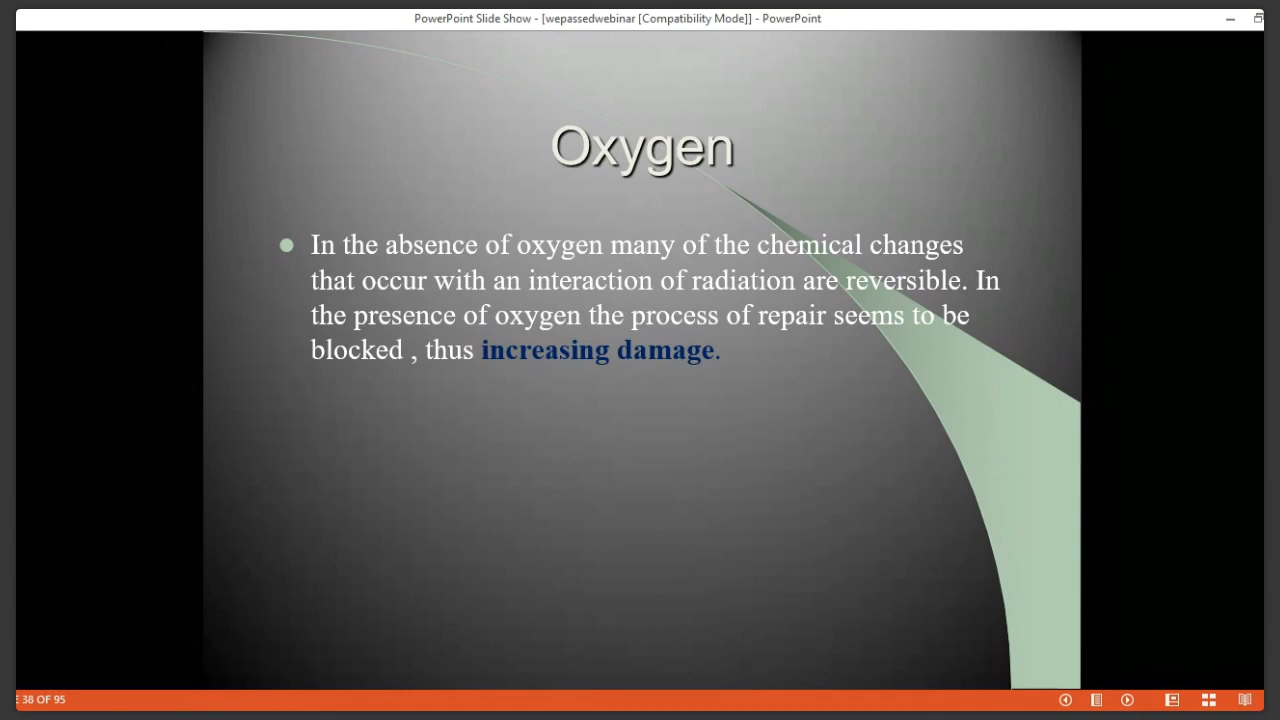 PowerPoint Slide Show - [wepassedwebinar [Compatibility Mode]] - PowerPoint
Oxygen
In the absence of oxygen many of the chemical changes
that occur with an interaction of radiation are reversible. In
the presence of oxygen the process of repair seems to be
blocked , thus increasing damage.
E 38 OF 95